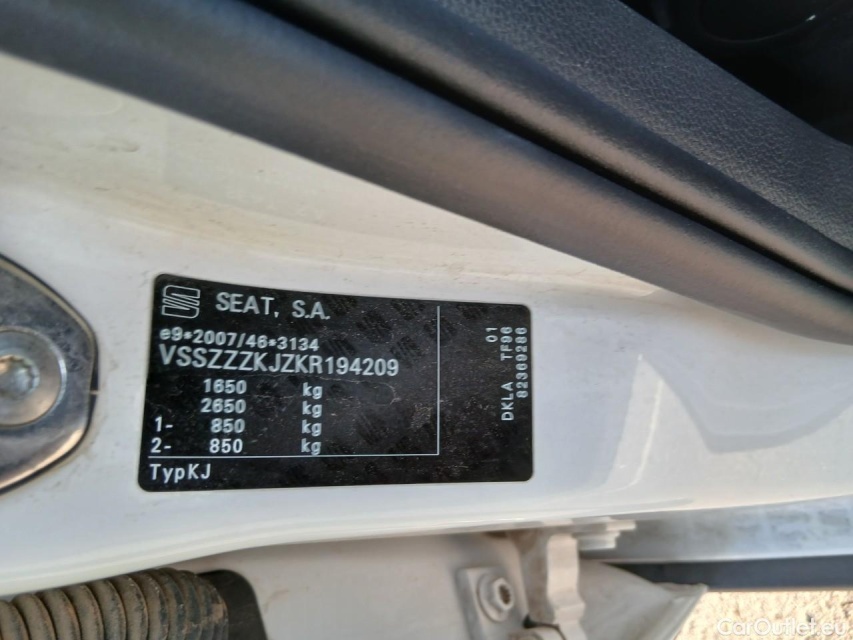 SEAT, S.A.
e9*2007/46*3134
VSSZZZKJZKR194209
1650 kg
2650 kg
1- 850 kg
2- 850 kg
TypKJ
01
DKLA TF96
82369286
CarOutlet.eu